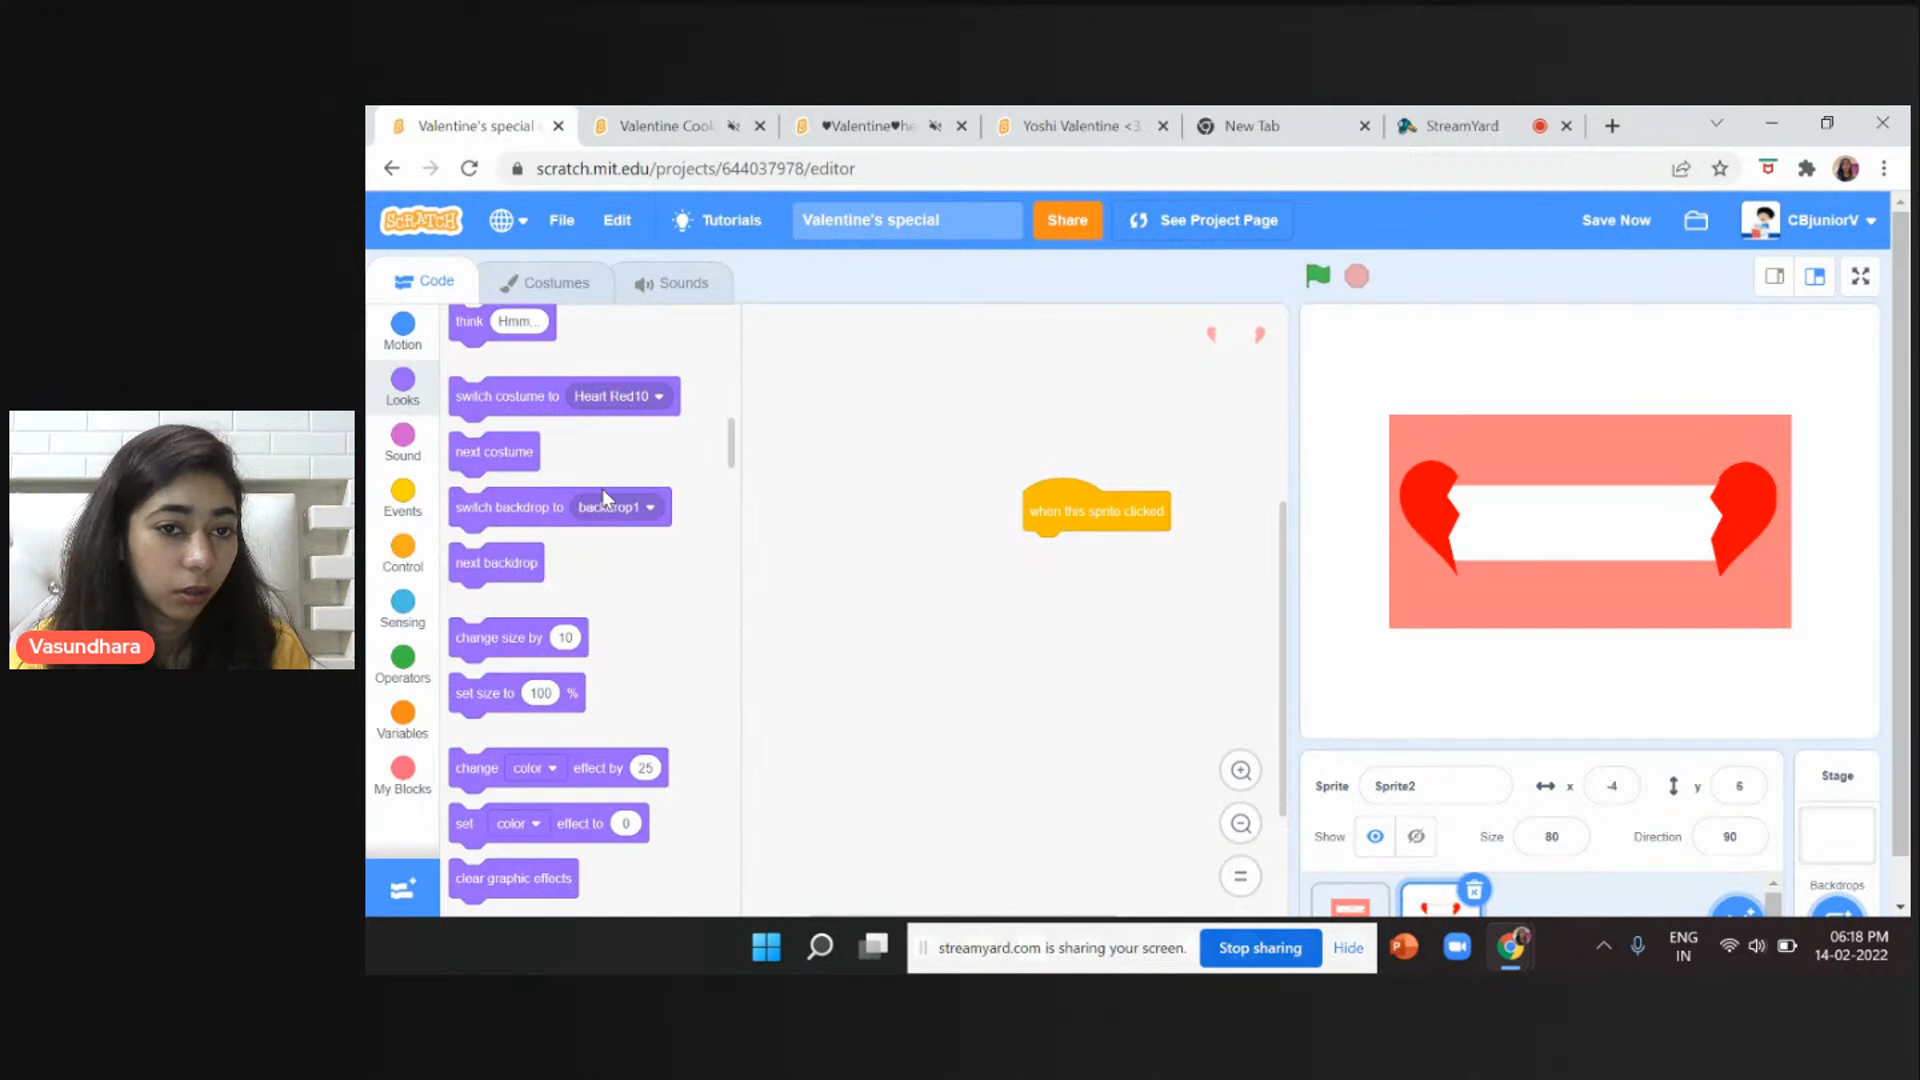 Valentine's special
Valentine Cook
♥Valentine♥he
Yoshi Valentine <3
New Tab
StreamYard
scratch.mit.edu/projects/644037978/editor
SCRATCH
File
Edit
Tutorials
Valentine's special
Share
See Project Page
Save Now
CBjuniorV
Code
Costumes
Sounds
Motion
Looks
Sound
Events
Control
Sensing
Operators
Variables
My Blocks
think Hmm...
switch costume to Heart Red10
next costume
switch backdrop to backdrop1
next backdrop
change size by 10
set size to 100 %
change color effect by 25
set color effect to 0
clear graphic effects
when this sprite clicked
Sprite Sprite2 x -4 y 6
Show Size 80 Direction 90
Stage
Backdrops
Vasundhara
streamyard.com is sharing your screen.
Stop sharing
Hide
ENG
IN
06:18 PM
14-02-2022